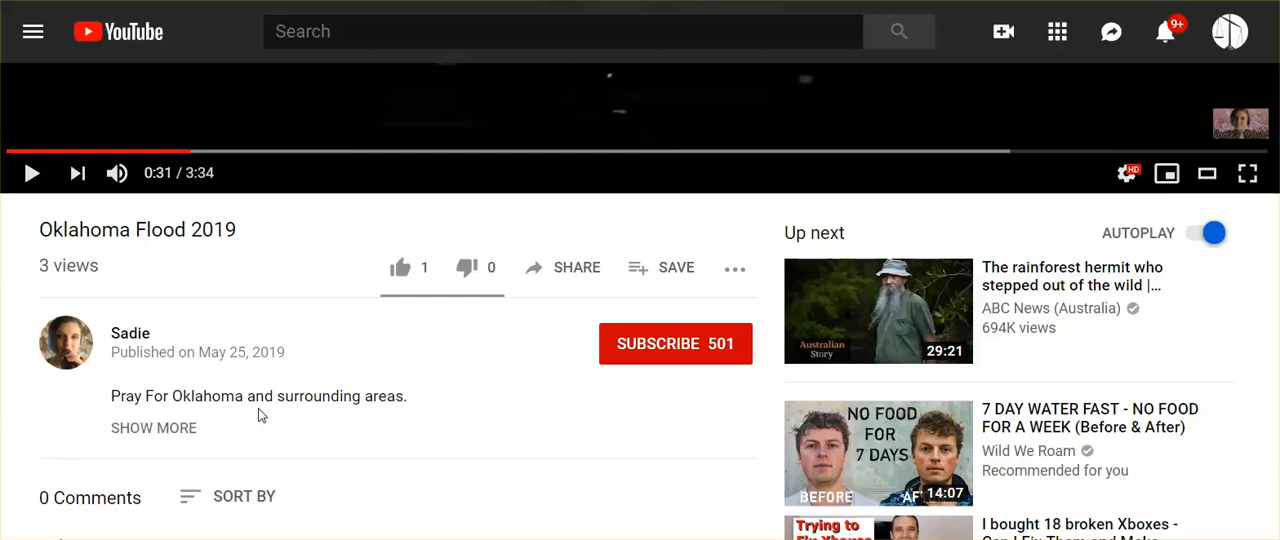 YouTube
Search
9+
0:31 / 3:34
HD
Oklahoma Flood 2019
3 views
1
0
SHARE
SAVE
Sadie
Published on May 25, 2019
SUBSCRIBE 501
Pray For Oklahoma and surrounding areas.
SHOW MORE
0 Comments
SORT BY
Up next
AUTOPLAY
Australian
Story
29:21
The rainforest hermit who
stepped out of the wild |...
ABC News (Australia)
694K views
NO FOOD
FOR
7 DAYS
BEFORE
AF
14:07
7 DAY WATER FAST - NO FOOD
FOR A WEEK (Before & After)
Wild We Roam
Recommended for you
Trying to
I bought 18 broken Xboxes -